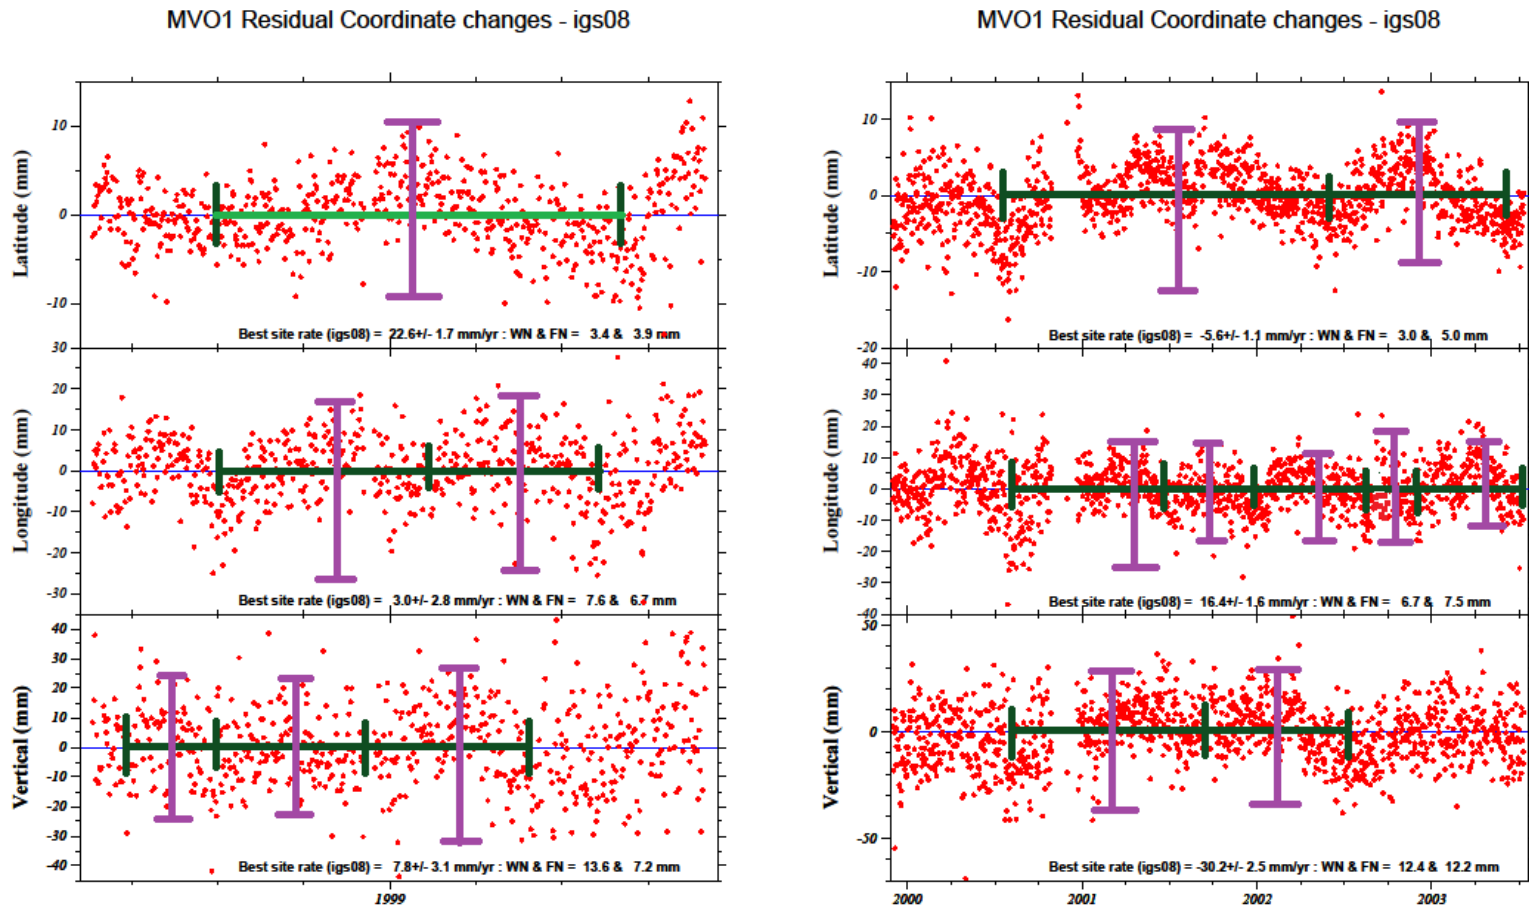 MVO1 Residual Coordinate changes - igs08
10
0
-10
Latitude (mm)
Best site rate (igs08) = 22.6+/- 1.7 mm/yr : WN & FN = 3.4 & 3.9 mm
30
20
10
0
-10
-20
-30
Longitude (mm)
Best site rate (igs08) = 3.0+/- 2.8 mm/yr : WN & FN = 7.6 & 6.7 mm
40
30
20
10
0
-10
-20
-30
-40
Vertical (mm)
Best site rate (igs08) = 7.8+/- 3.1 mm/yr : WN & FN = 13.6 & 7.2 mm
1999
MVO1 Residual Coordinate changes - igs08
10
0
-10
-20
Latitude (mm)
Best site rate (igs08) = -5.6+/- 1.1 mm/yr : WN & FN = 3.0 & 5.0 mm
40
30
20
10
0
-10
-20
-30
-40
Longitude (mm)
Best site rate (igs08) = 16.4+/- 1.6 mm/yr : WN & FN = 6.7 & 7.5 mm
50
0
-50
Vertical (mm)
Best site rate (igs08) = -30.2+/- 2.5 mm/yr : WN & FN = 12.4 & 12.2 mm
2000 2001 2002 2003